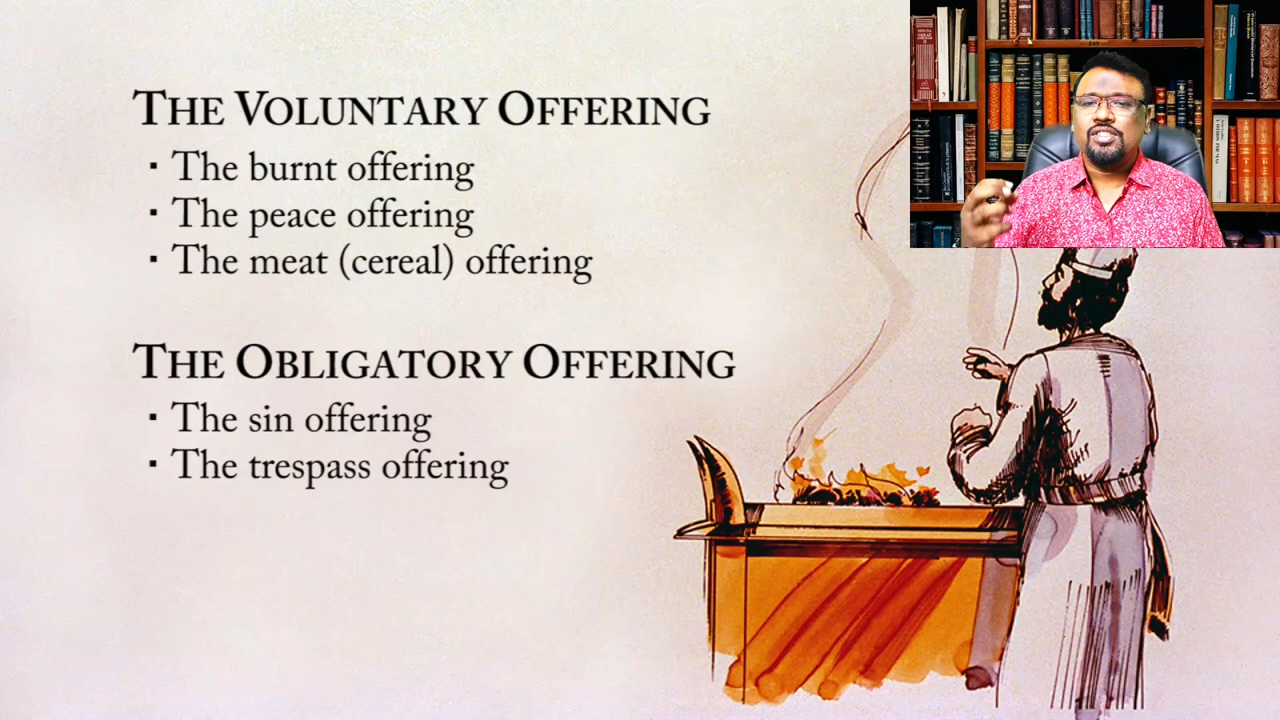 THE VOLUNTARY OFFERING
▪ The burnt offering
▪ The peace offering
▪ The meat (cereal) offering
THE OBLIGATORY OFFERING
▪ The sin offering
▪ The trespass offering